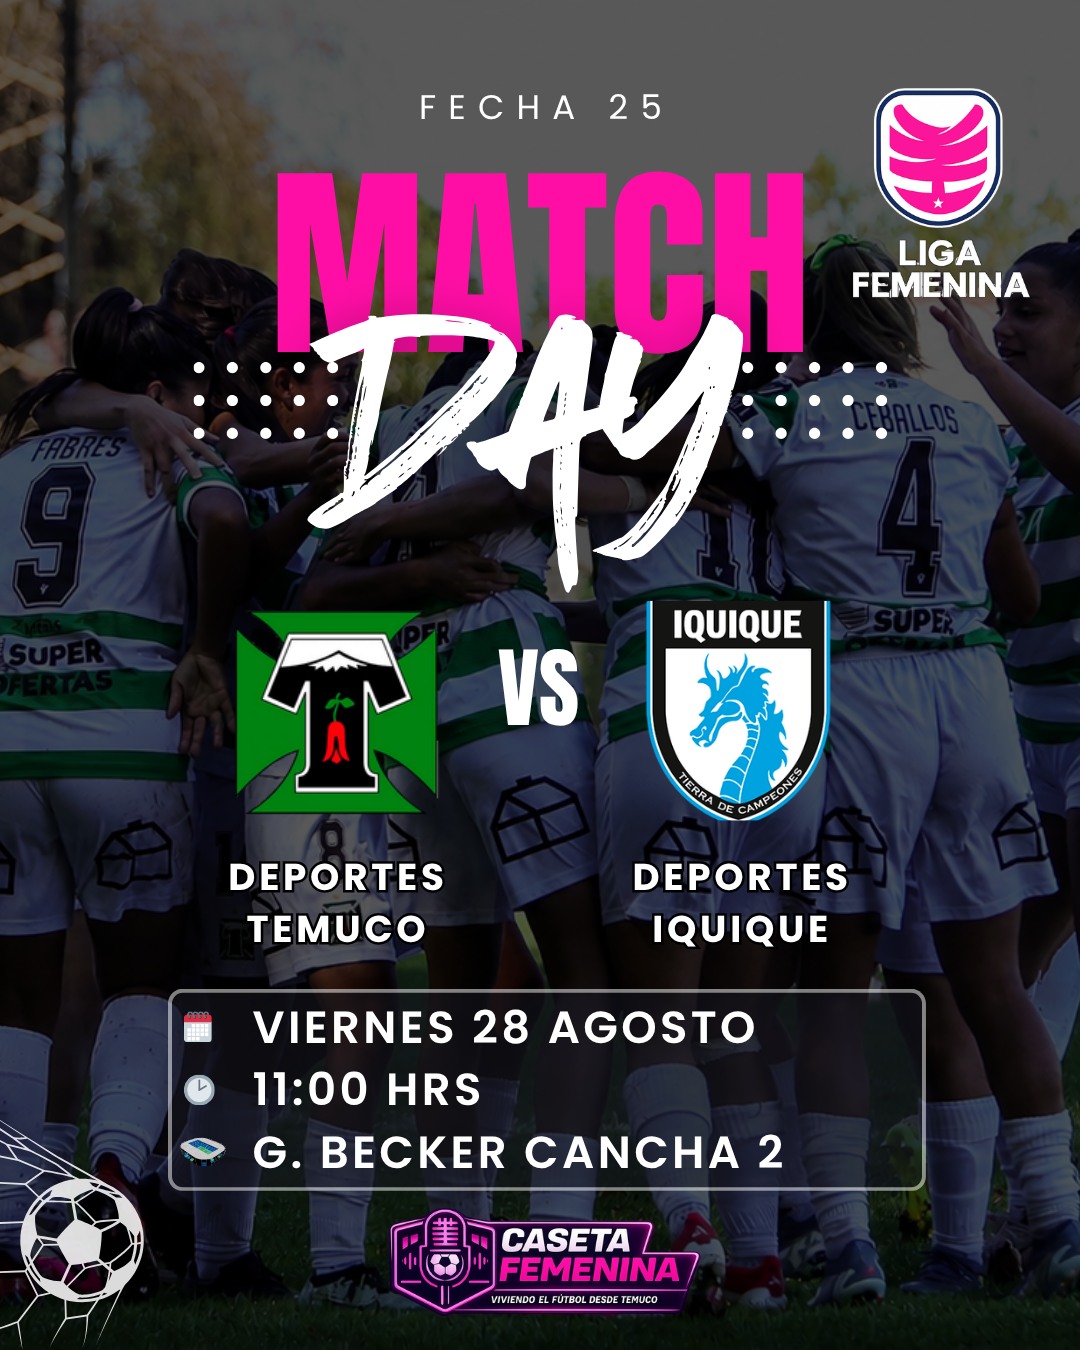 FECHA 25
MATCH
DAY
LIGA
FEMENINA
FABRES
9
CEBALLOS
4
SUPER
OFERTAS
SUPER
8
IQUIQUE
TIERRA DE CAMPEONES
VS
DEPORTES
TEMUCO
DEPORTES
IQUIQUE
VIERNES 28 AGOSTO
11:00 HRS
G. BECKER CANCHA 2
CASETA
FEMENINA
VIVIENDO EL FÚTBOL DESDE TEMUCO